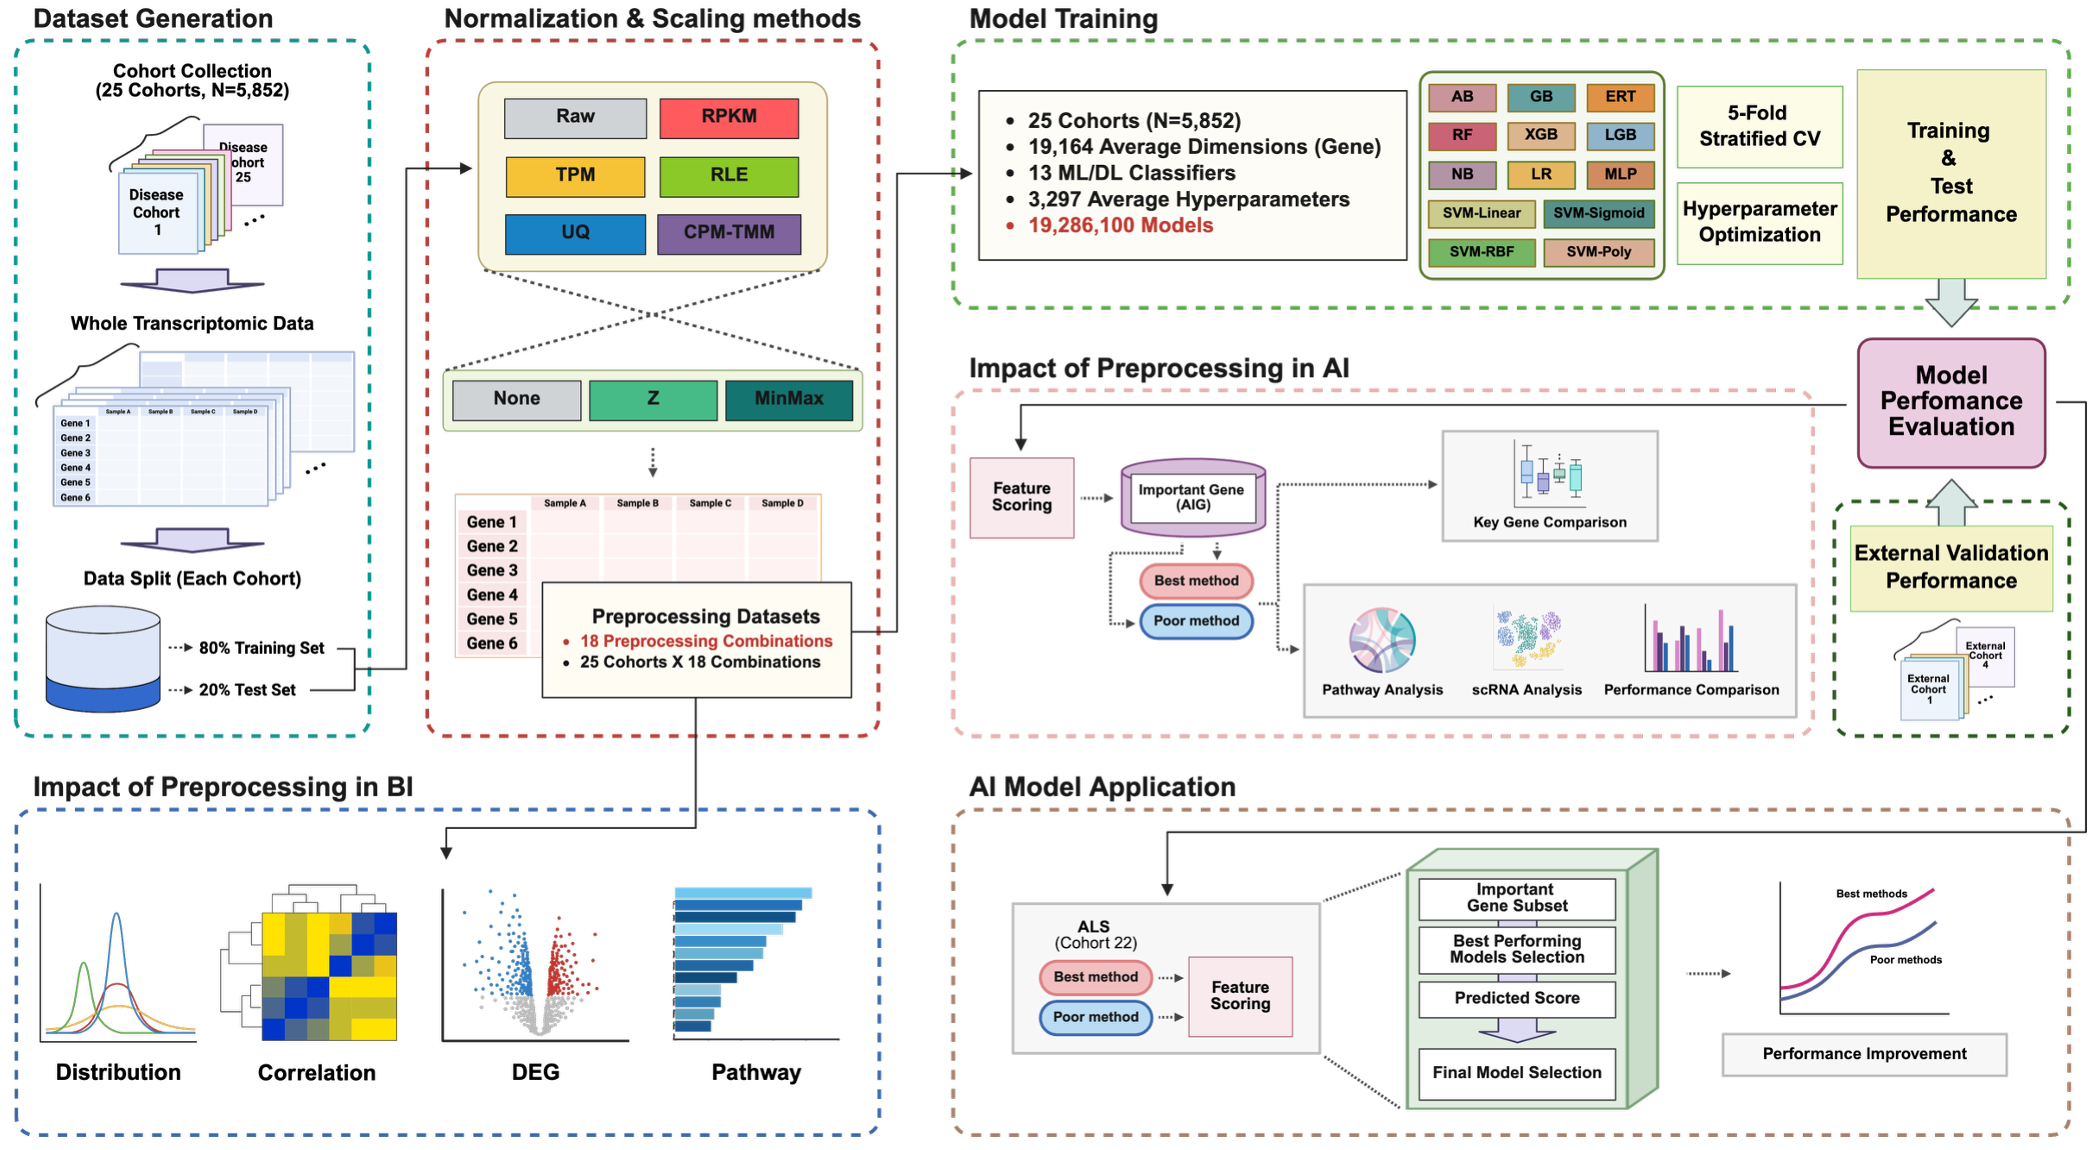 Dataset Generation
Cohort Collection
(25 Cohorts, N=5,852)
Disease
ohort
25
Disease
Cohort
1
Whole Transcriptomic Data
Sample A Sample B Sample C Sample D
Gene 1
Gene 2
Gene 3
Gene 4
Gene 5
Gene 6
Data Split (Each Cohort)
80% Training Set
20% Test Set
Normalization & Scaling methods
Raw RPKM
TPM RLE
UQ CPM-TMM
None Z MinMax
Sample A Sample B Sample C Sample D
Gene 1
Gene 2
Gene 3
Gene 4
Gene 5
Gene 6
Preprocessing Datasets
• 18 Preprocessing Combinations
• 25 Cohorts X 18 Combinations
Model Training
• 25 Cohorts (N=5,852)
• 19,164 Average Dimensions (Gene)
• 13 ML/DL Classifiers
• 3,297 Average Hyperparameters
• 19,286,100 Models
AB GB ERT
RF XGB LGB
NB LR MLP
SVM-Linear SVM-Sigmoid
SVM-RBF SVM-Poly
5-Fold
Stratified CV
Hyperparameter
Optimization
Training
&
Test
Performance
Model
Perfomance
Evaluation
External Validation
Performance
External
Cohort
4
External
Cohort
1
Impact of Preprocessing in AI
Feature
Scoring
Important Gene
(AIG)
Best method
Poor method
Key Gene Comparison
Pathway Analysis
scRNA Analysis
Performance Comparison
Impact of Preprocessing in BI
Distribution
Correlation
DEG
Pathway
AI Model Application
ALS
(Cohort 22)
Best method
Poor method
Feature
Scoring
Important
Gene Subset
Best Performing
Models Selection
Predicted Score
Final Model Selection
Best methods
Poor methods
Performance Improvement